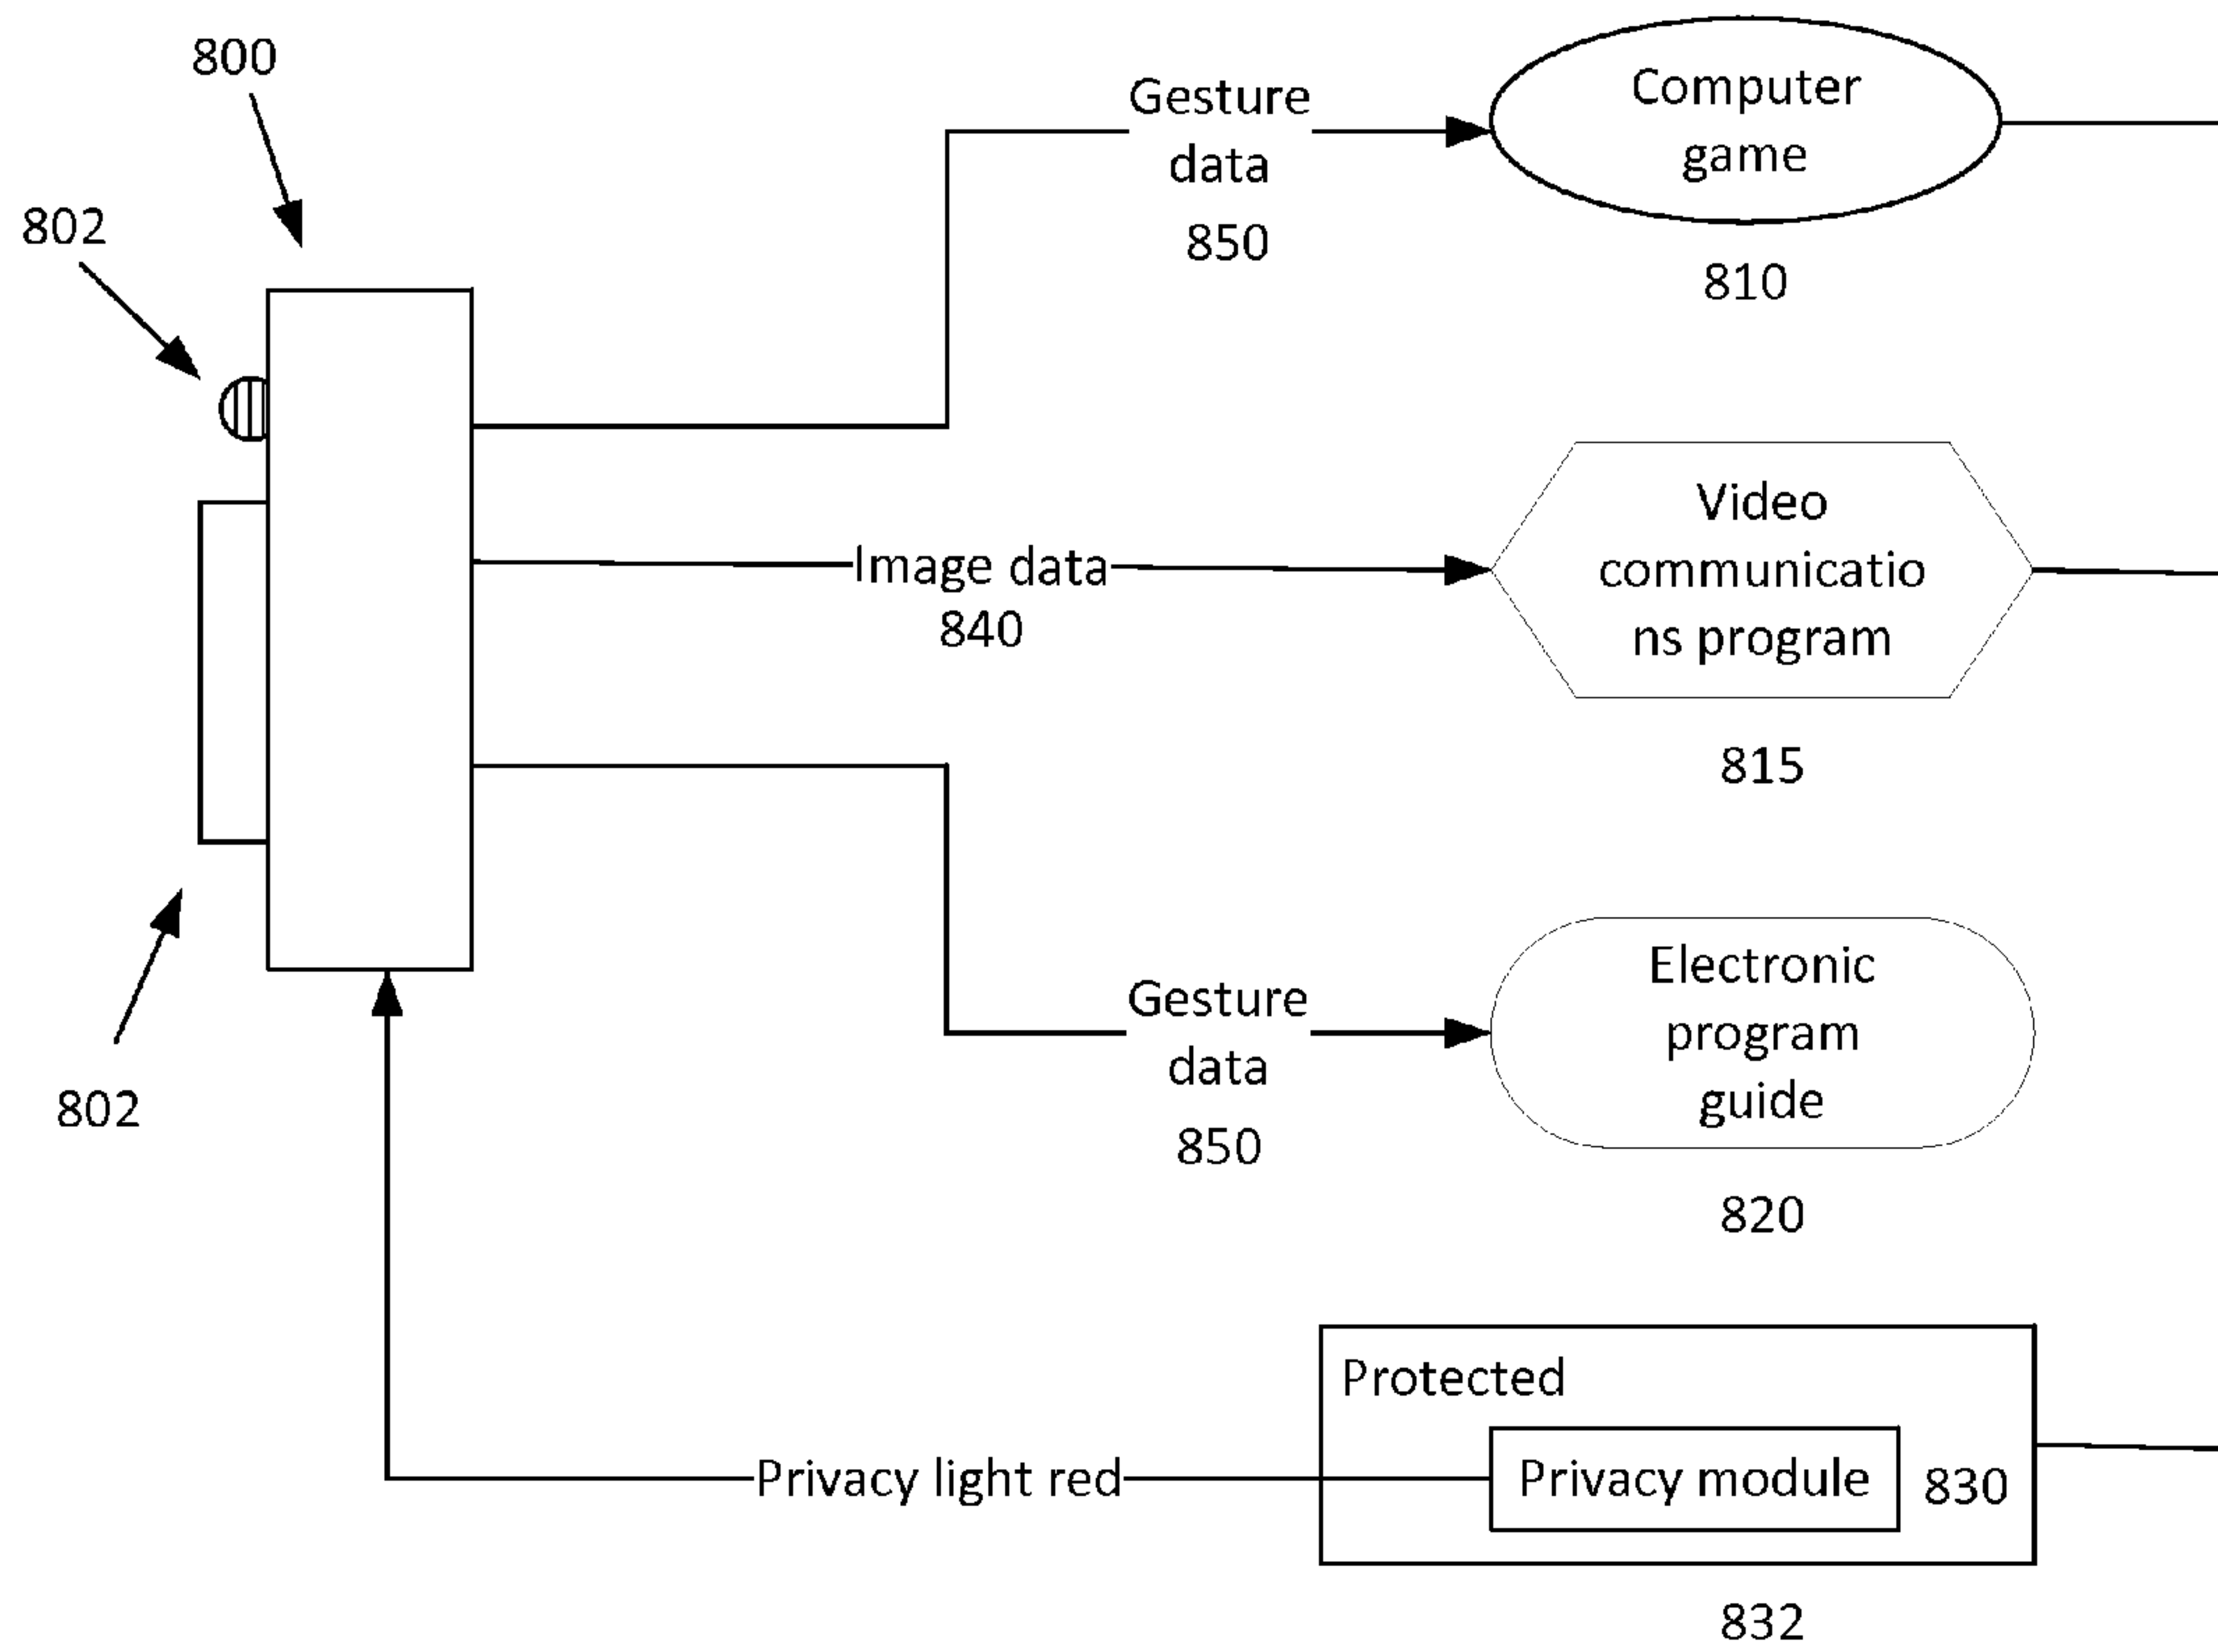 800
802
Gesture
data
850
Computer
game
810
Image data
840
Video
communicatio
ns program
815
802
Gesture
data
850
Electronic
program
guide
820
Privacy light red
Protected
Privacy module
830
832